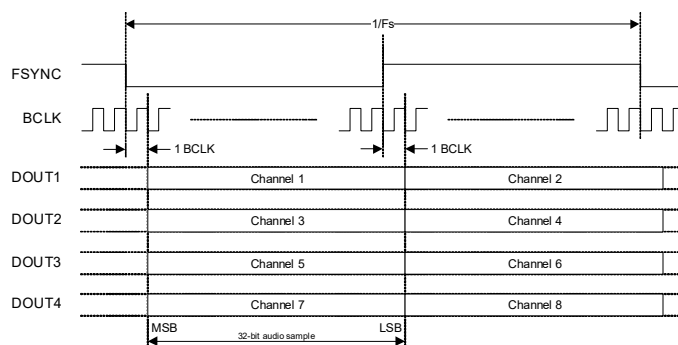 1/Fs
FSYNC
BCLK
1 BCLK 1 BCLK
DOUT1 Channel 1 Channel 2
DOUT2 Channel 3 Channel 4
DOUT3 Channel 5 Channel 6
DOUT4 Channel 7 Channel 8
MSB LSB
32-bit audio sample